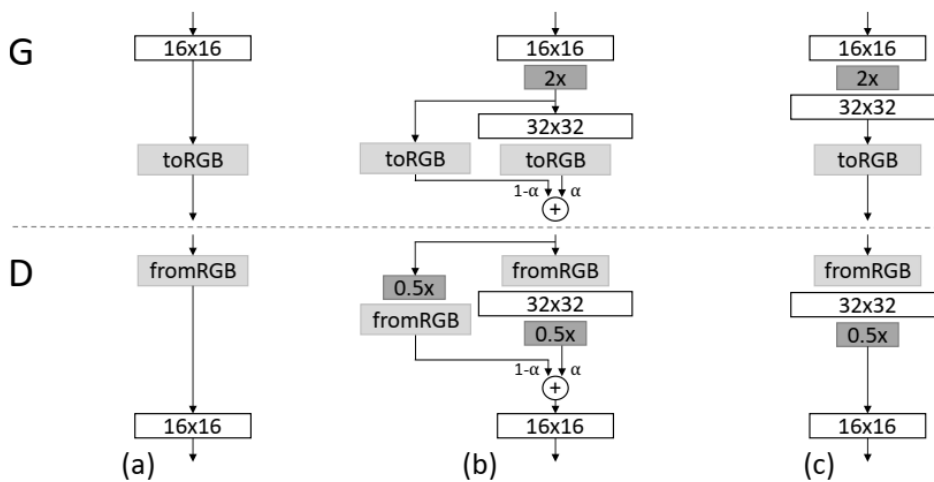 G
16x16
toRGB
16x16
2x
32x32
toRGB
toRGB
1-α
α
+
16x16
2x
32x32
toRGB
D
fromRGB
16x16
0.5x
fromRGB
fromRGB
32x32
0.5x
1-α
α
+
16x16
fromRGB
32x32
0.5x
16x16
(a)
(b)
(c)